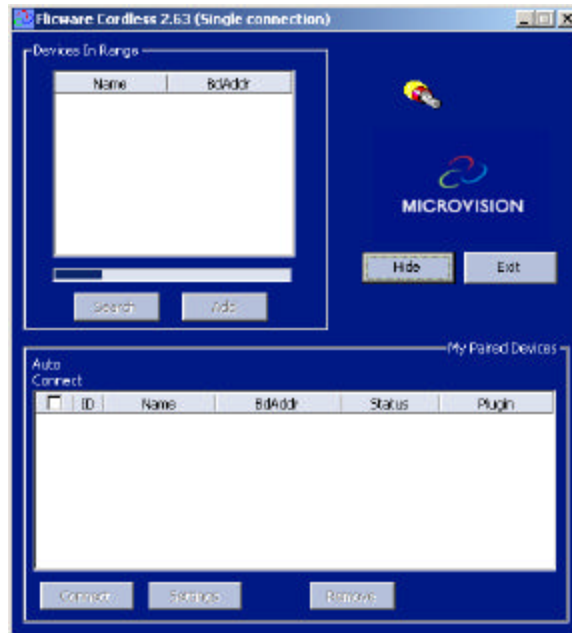 Flicware Cordless 2.63 (Single connection)
Devices In Range
Name BdAddr
MICROVISION
Hide Exit
Search Add
My Paired Devices
Auto
Connect
ID Name BdAddr Status Plugin
Connect Settings Remove